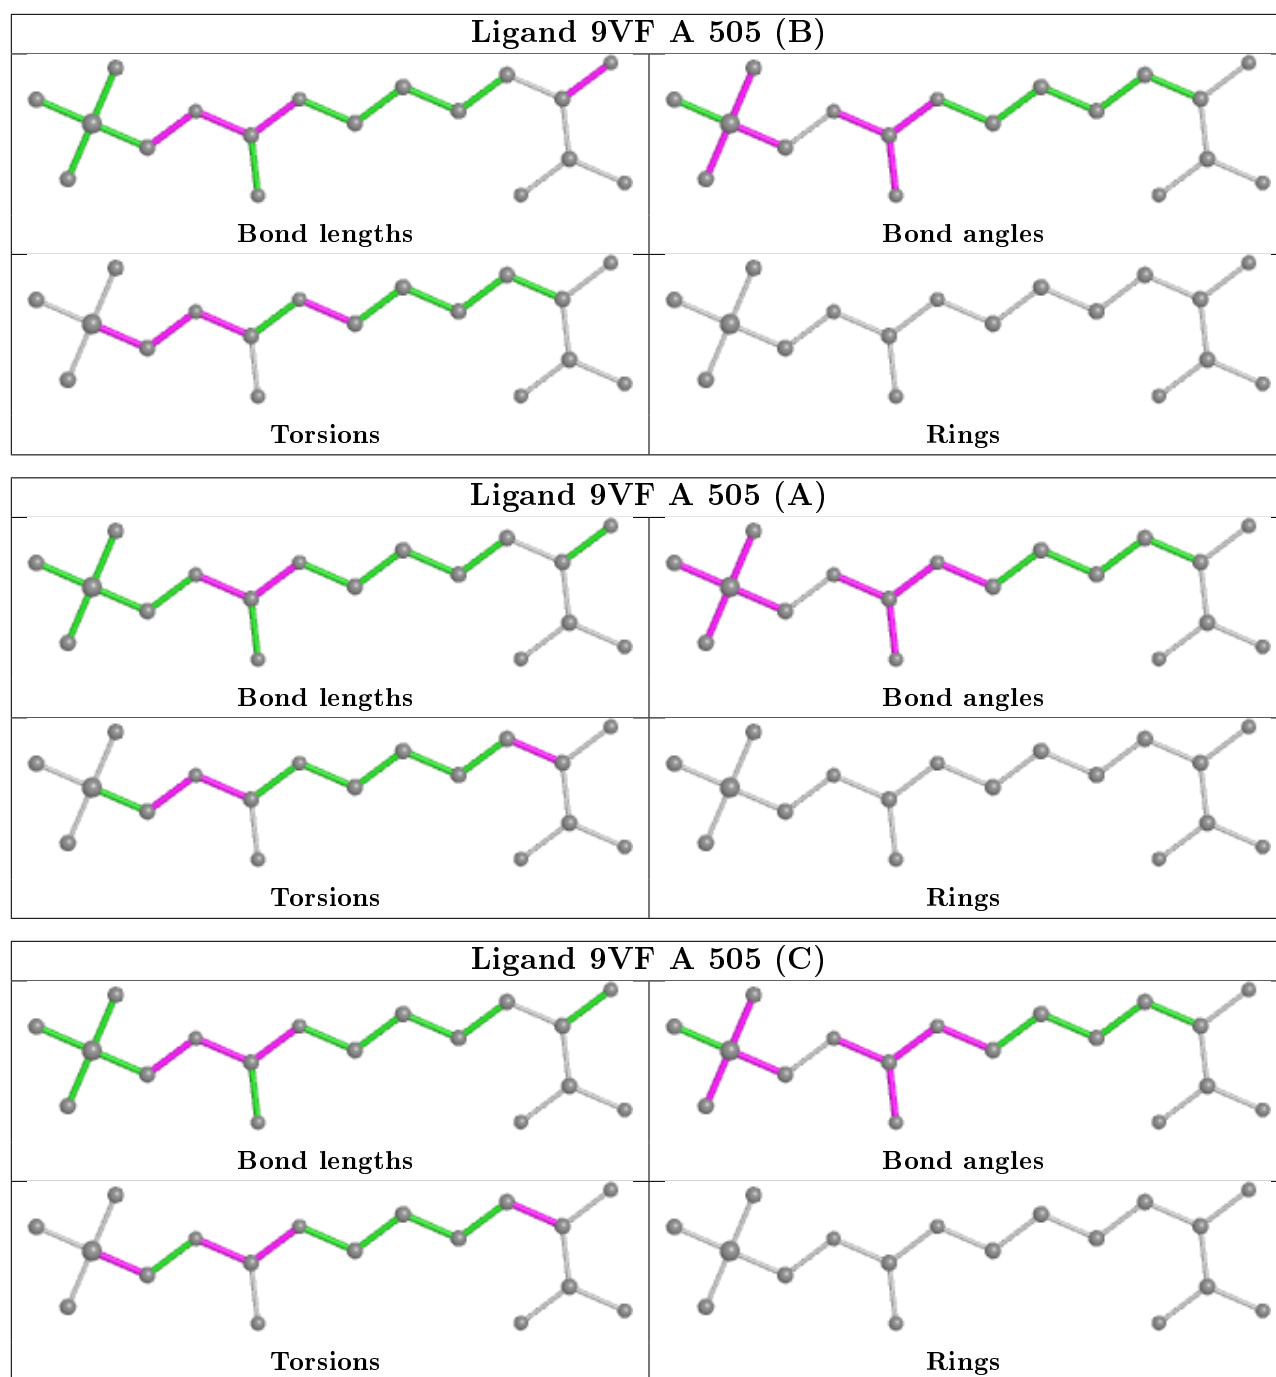 Ligand 9VF A 505 (B)
Bond lengths
Bond angles
Torsions
Rings
Ligand 9VF A 505 (A)
Bond lengths
Bond angles
Torsions
Rings
Ligand 9VF A 505 (C)
Bond lengths
Bond angles
Torsions
Rings